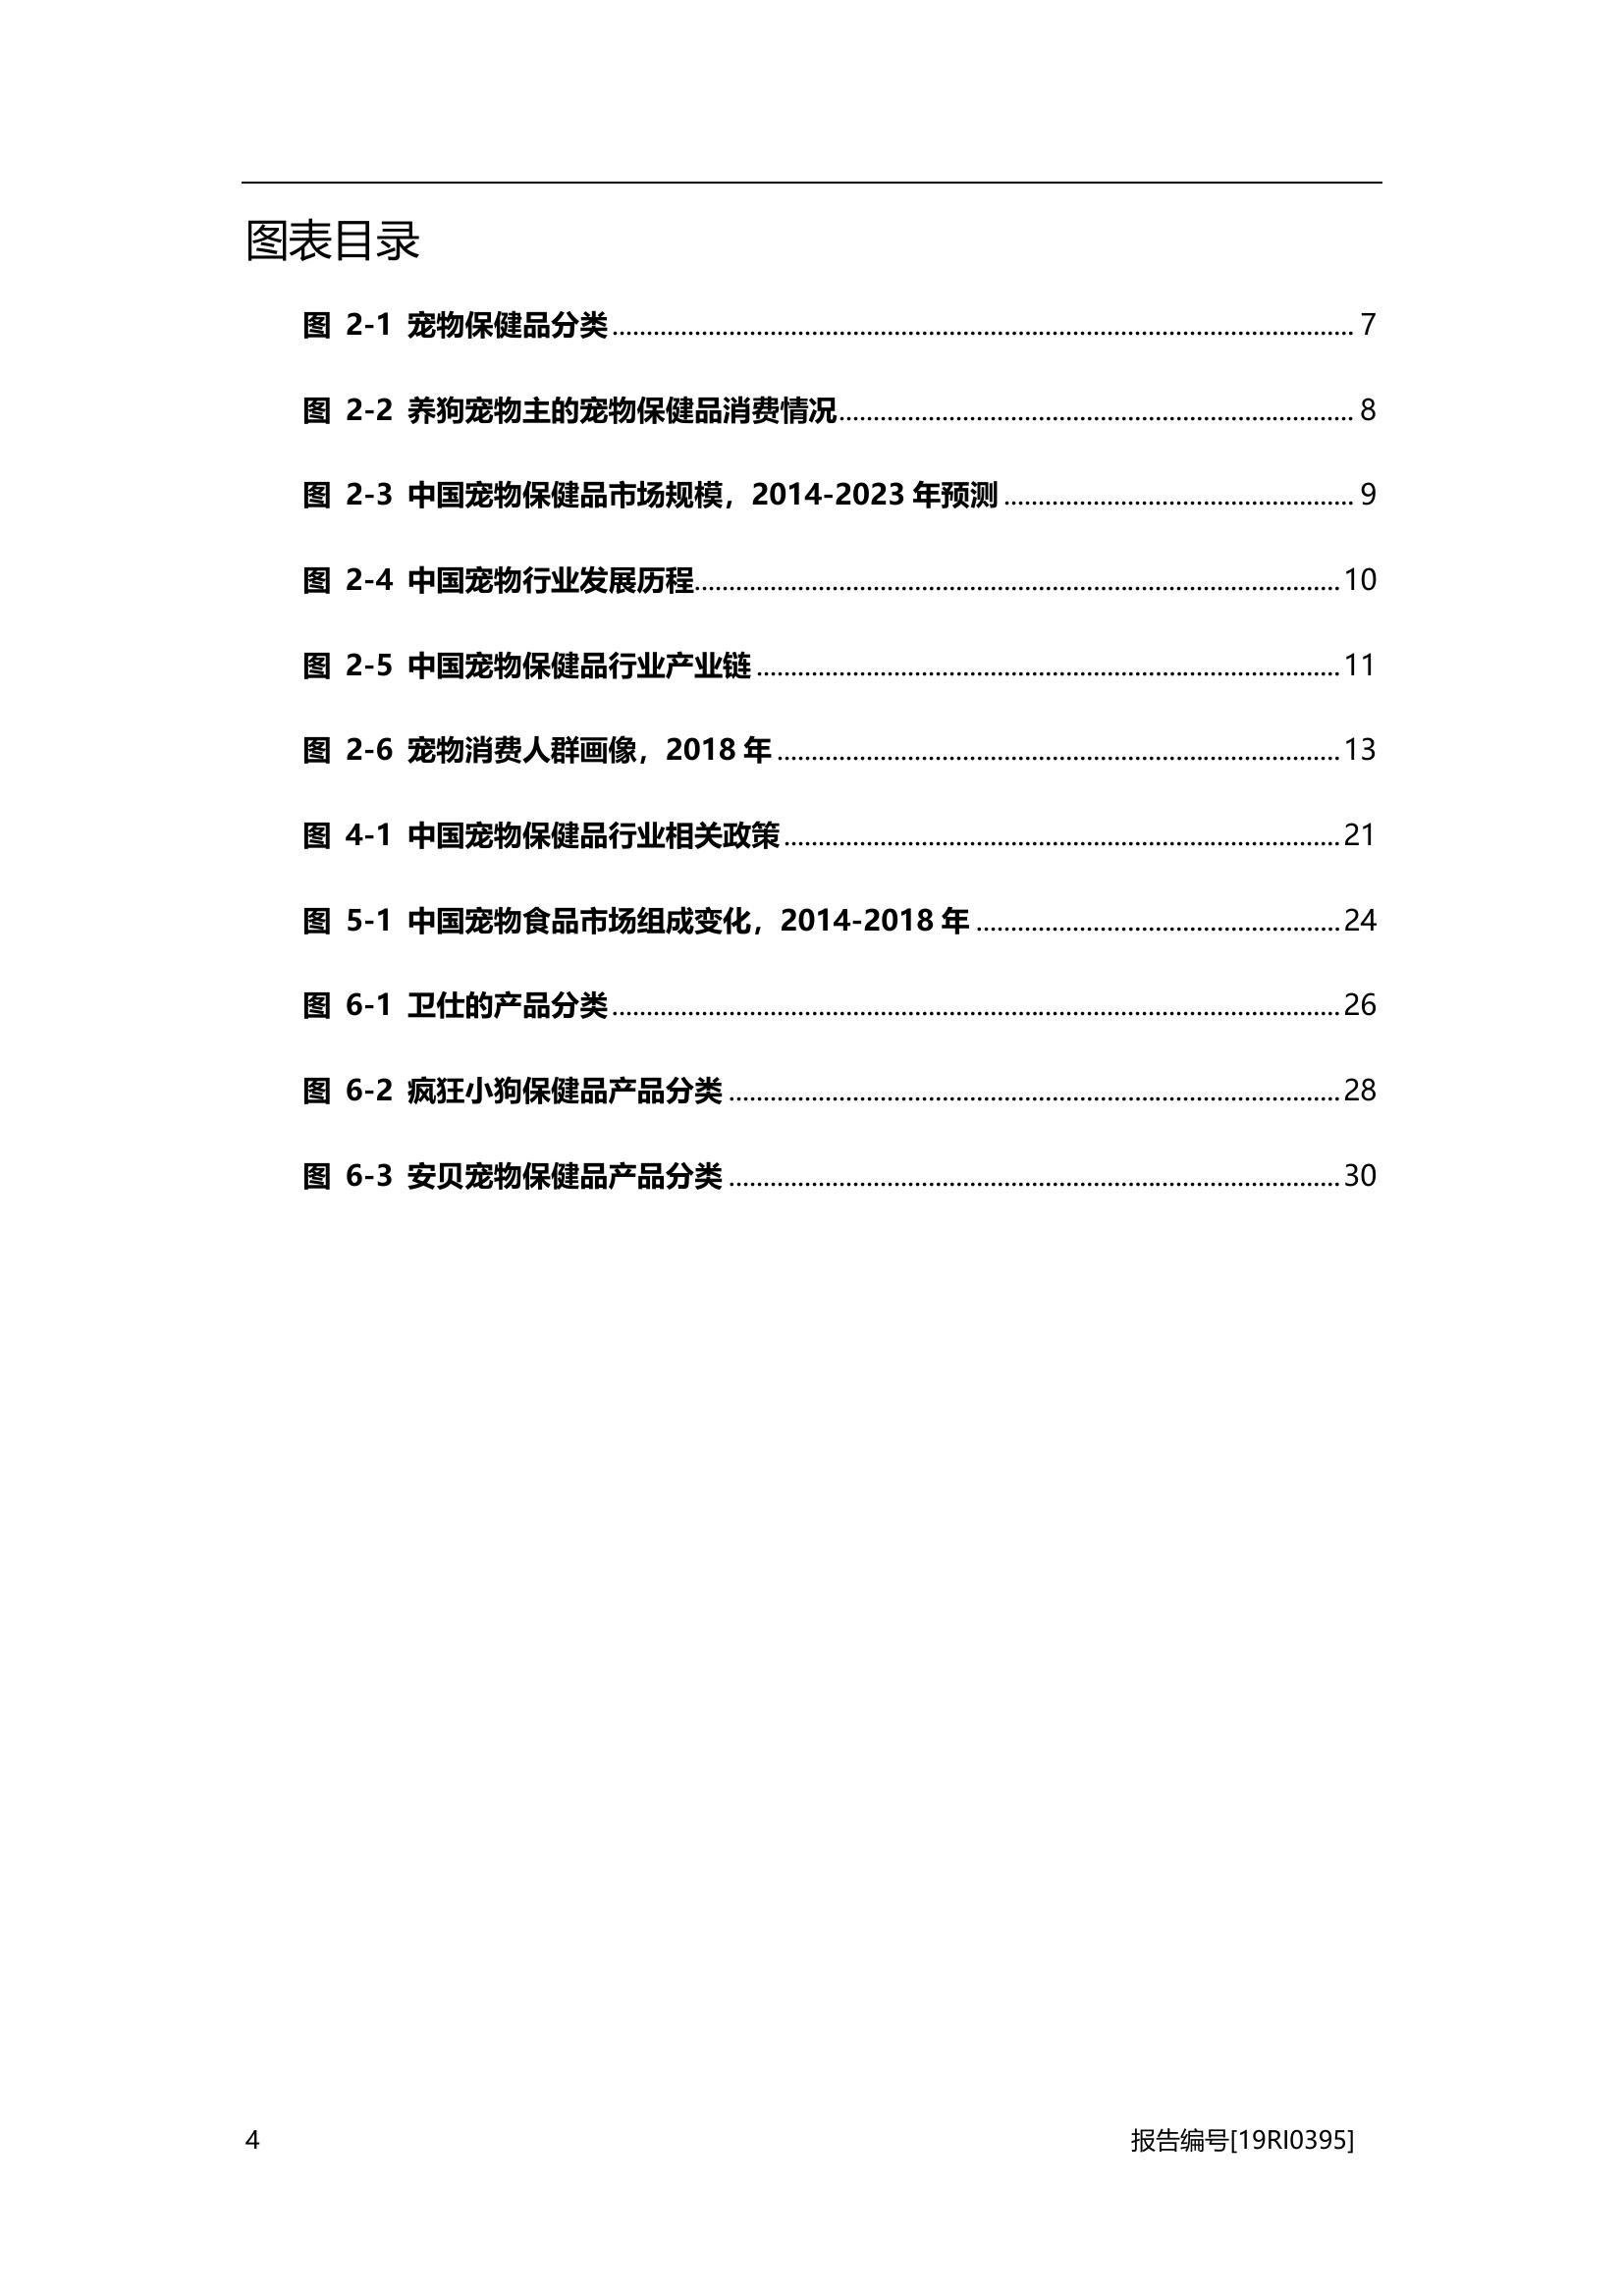 图表目录
图 2-1 宠物保健品分类 7
图 2-2 养狗宠物主的宠物保健品消费情况 8
图 2-3 中国宠物保健品市场规模，2014-2023 年预测 9
图 2-4 中国宠物行业发展历程 10
图 2-5 中国宠物保健品行业产业链 11
图 2-6 宠物消费人群画像，2018 年 13
图 4-1 中国宠物保健品行业相关政策 21
图 5-1 中国宠物食品市场组成变化，2014-2018 年 24
图 6-1 卫仕的产品分类 26
图 6-2 疯狂小狗保健品产品分类 28
图 6-3 安贝宠物保健品产品分类 30
4 报告编号[19RI0395]